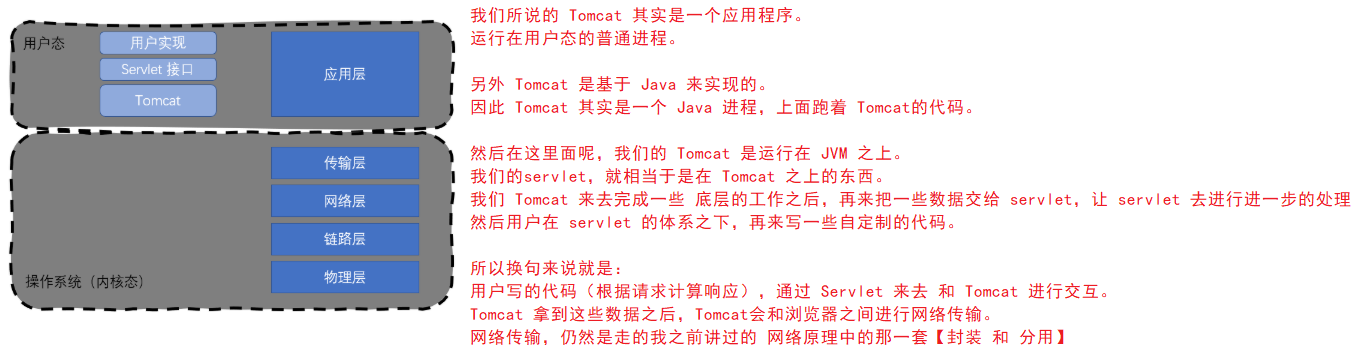 用户态
用户实现
Servlet 接口
Tomcat
应用层
传输层
网络层
链路层
物理层
操作系统（内核态）
我们所说的 Tomcat 其实是一个应用程序。
运行在用户态的普通进程。
另外 Tomcat 是基于 Java 来实现的。
因此 Tomcat 其实是一个 Java 进程，上面跑着 Tomcat的代码。
然后在这里面呢，我们的 Tomcat 是运行在 JVM 之上。
我们的servlet，就相当于是在 Tomcat 之上的东西。
我们 Tomcat 来去完成一些 底层的工作之后，再来把一些数据交给 servlet，让 servlet 去进行进一步的处理
然后用户在 servlet 的体系之下，再来写一些自定制的代码。
所以换句来说就是：
用户写的代码（根据请求计算响应），通过 Servlet 来去 和 Tomcat 进行交互。
Tomcat 拿到这些数据之后，Tomcat会和浏览器之间进行网络传输。
网络传输，仍然是走的我之前讲过的 网络原理中的那一套【封装 和 分用】